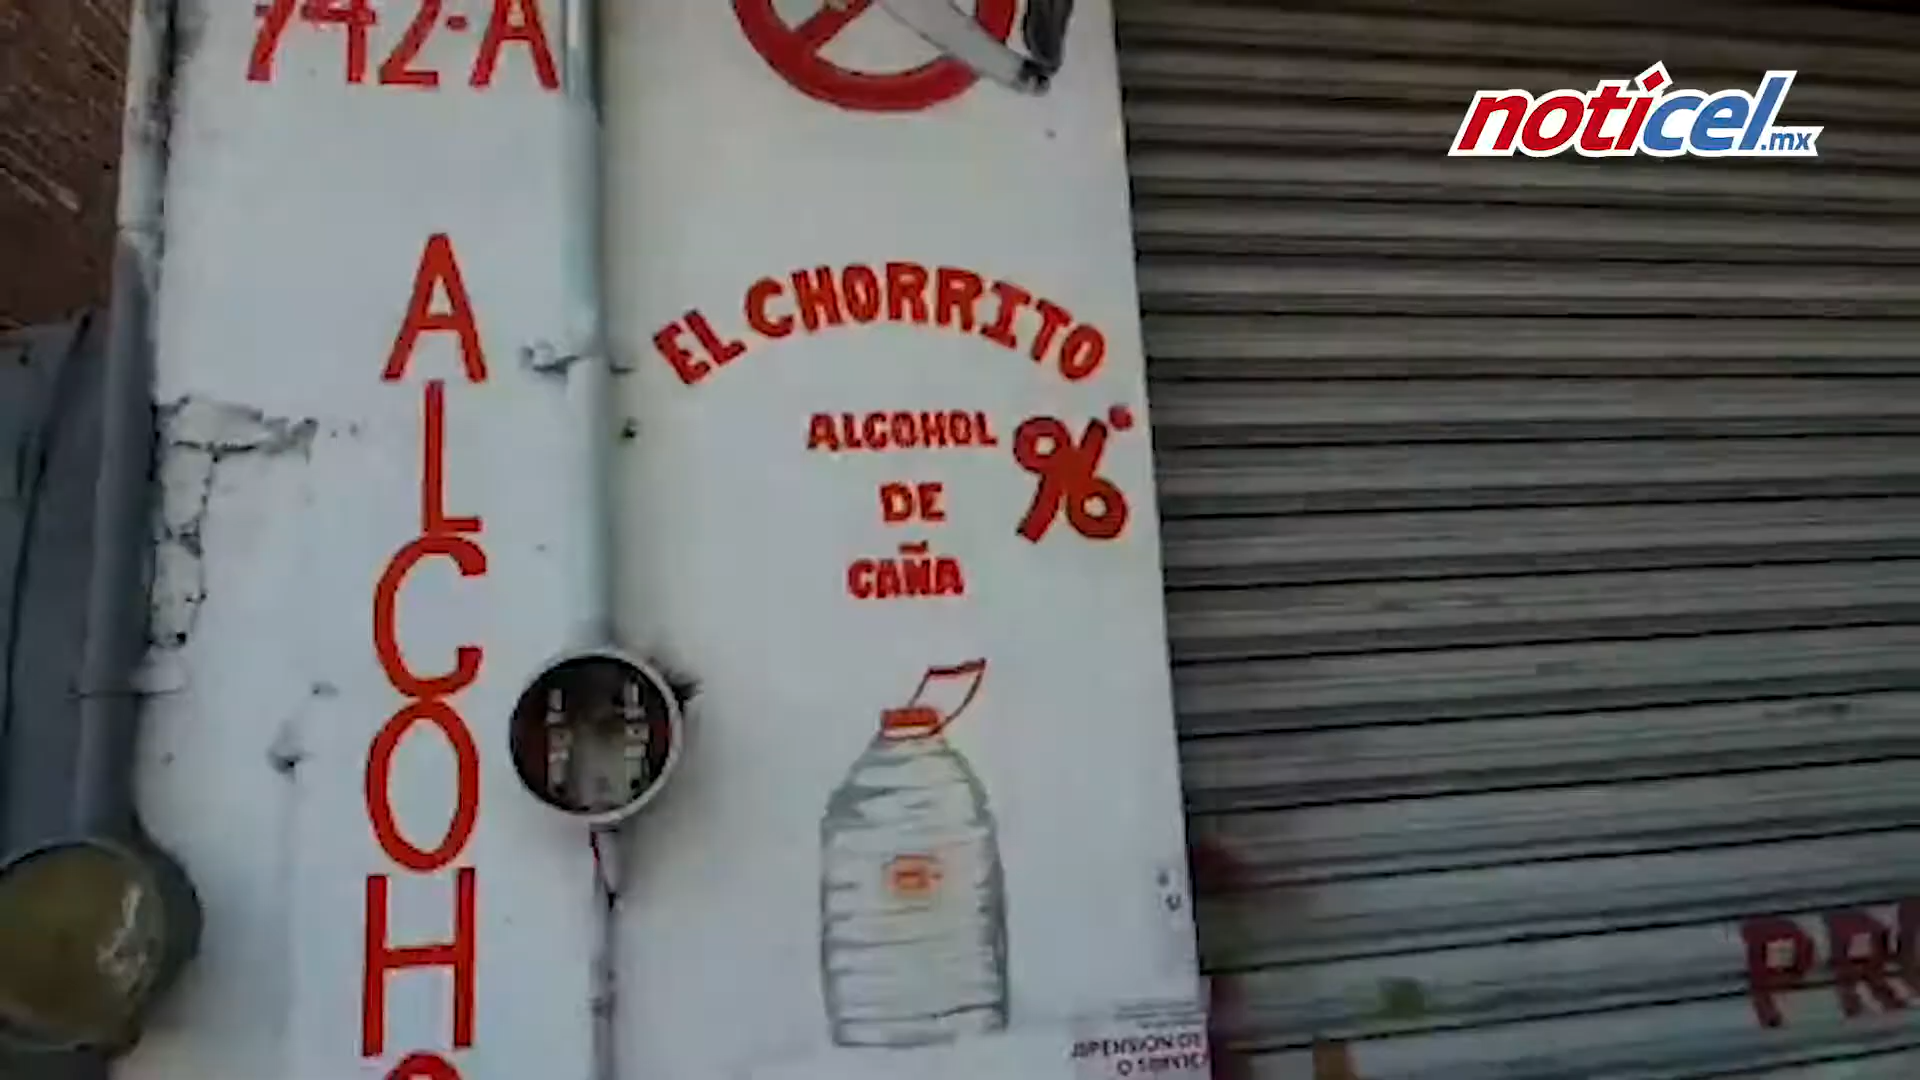 742-A
noticel.mx
ALCOHO
EL CHORRITO
ALCOHOL 96°
DE
CAÑA